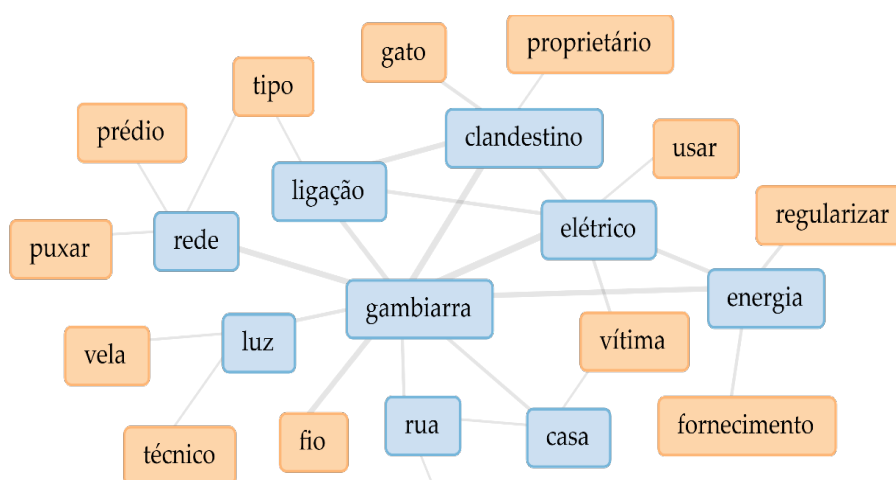 proprietário
gato
tipo
prédio
clandestino
usar
ligação
regularizar
rede
elétrico
puxar
energia
gambiarra
luz
vítima
vela
rua
casa
fornecimento
fio
técnico